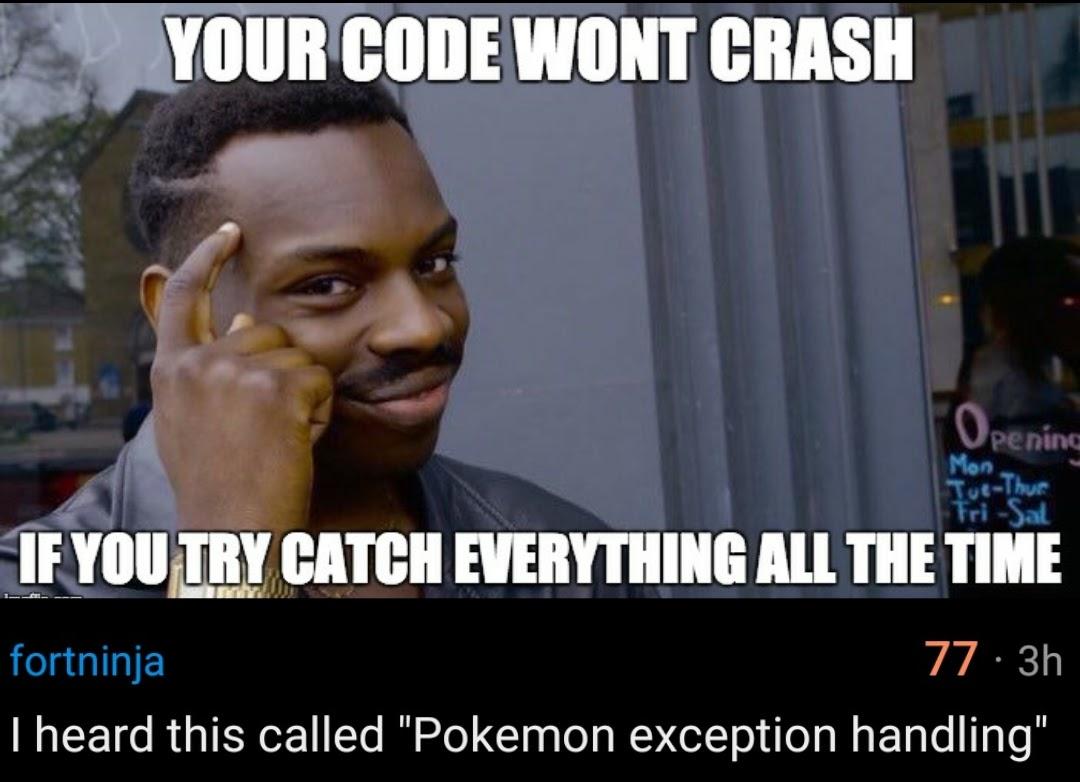 YOUR CODE WONT CRASH
Opening
Mon
Tue-Thur
Fri-Sat
IF YOU TRY CATCH EVERYTHING ALL THE TIME
fortninja
77 · 3h
I heard this called "Pokemon exception handling"